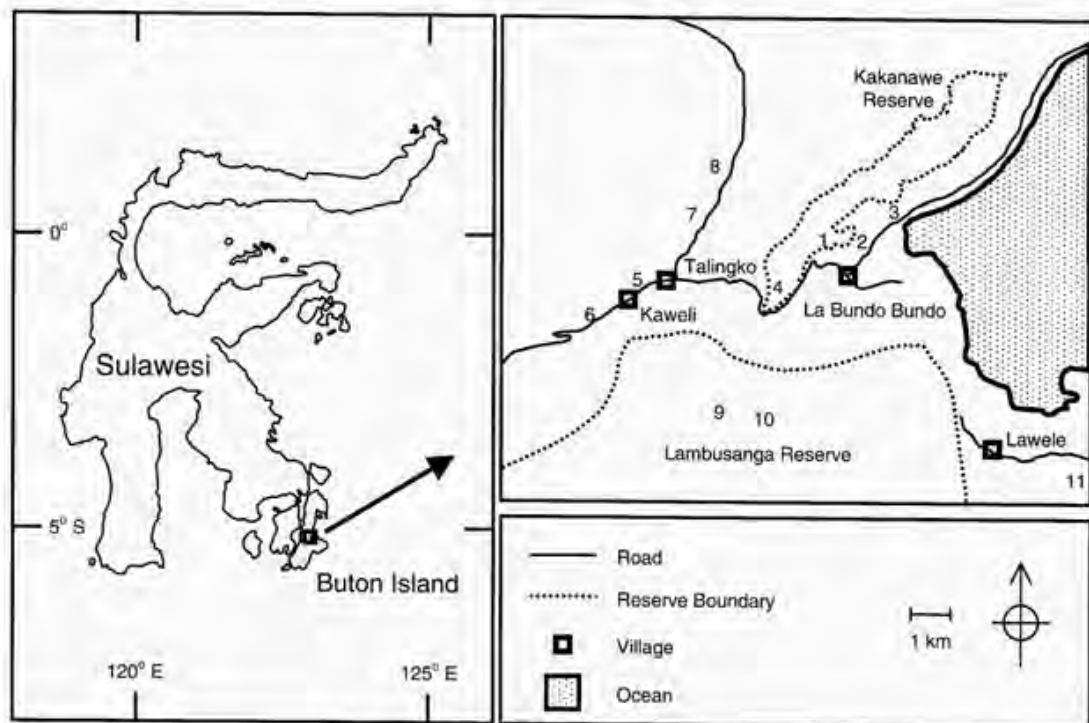 0°
Sulawesi
5° S
Buton Island
120° E
125° E
Kakanawe
Reserve
8
7
3
1
2
Talingko
4
5
La Bundo Bundo
6
Kaweli
9
10
Lawele
Lambusanga Reserve
11
Road
Reserve Boundary
1 km
Village
Ocean